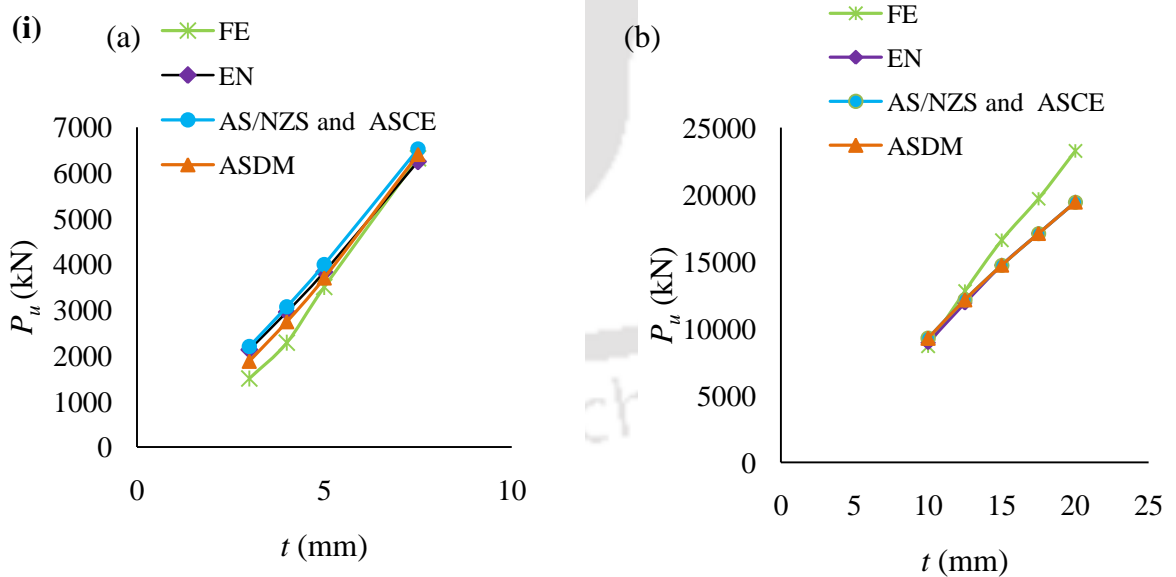 (i)
(a)
FE
EN
AS/NZS and ASCE
ASDM
7000
6000
5000
4000
3000
2000
1000
0
P_u (kN)
0 5 10
t (mm)
(b)
FE
EN
AS/NZS and ASCE
ASDM
25000
20000
15000
10000
5000
0
P_u (kN)
0 5 10 15 20 25
t (mm)
ch